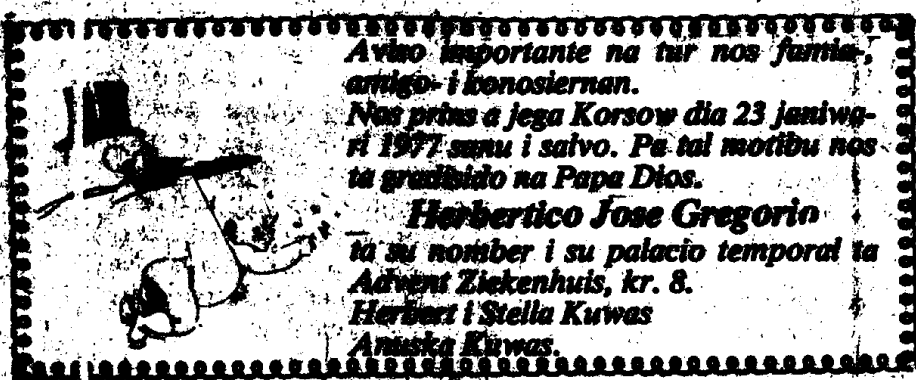 Aviso importante na tur nos famia-,
amigo- i konosiernan.
Nos prins a jega Korsow dia 23 janiwa-
ri 1977 sanu i salvo. Pa tal motibu nos
ta gradisido na Papa Dios.
Herbertico Jose Gregorio
ta su nomber i su palacio temporal ta
Advent Ziekenhuis, kr. 8.
Herbert i Stella Kuwas
Anuska Kuwas.